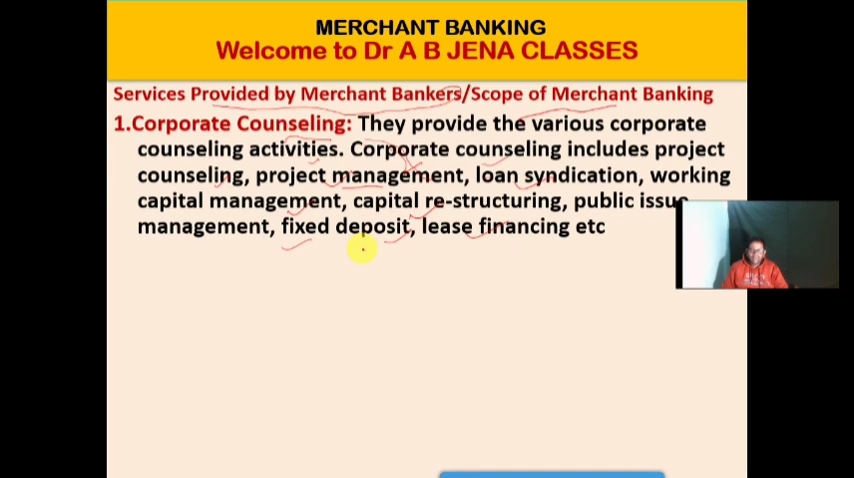 MERCHANT BANKING
Welcome to Dr A B JENA CLASSES
Services Provided by Merchant Bankers/Scope of Merchant Banking
1.Corporate Counseling: They provide the various corporate
counseling activities. Corporate counseling includes project
counseling, project management, loan syndication, working
capital management, capital re-structuring, public issue
management, fixed deposit, lease financing etc